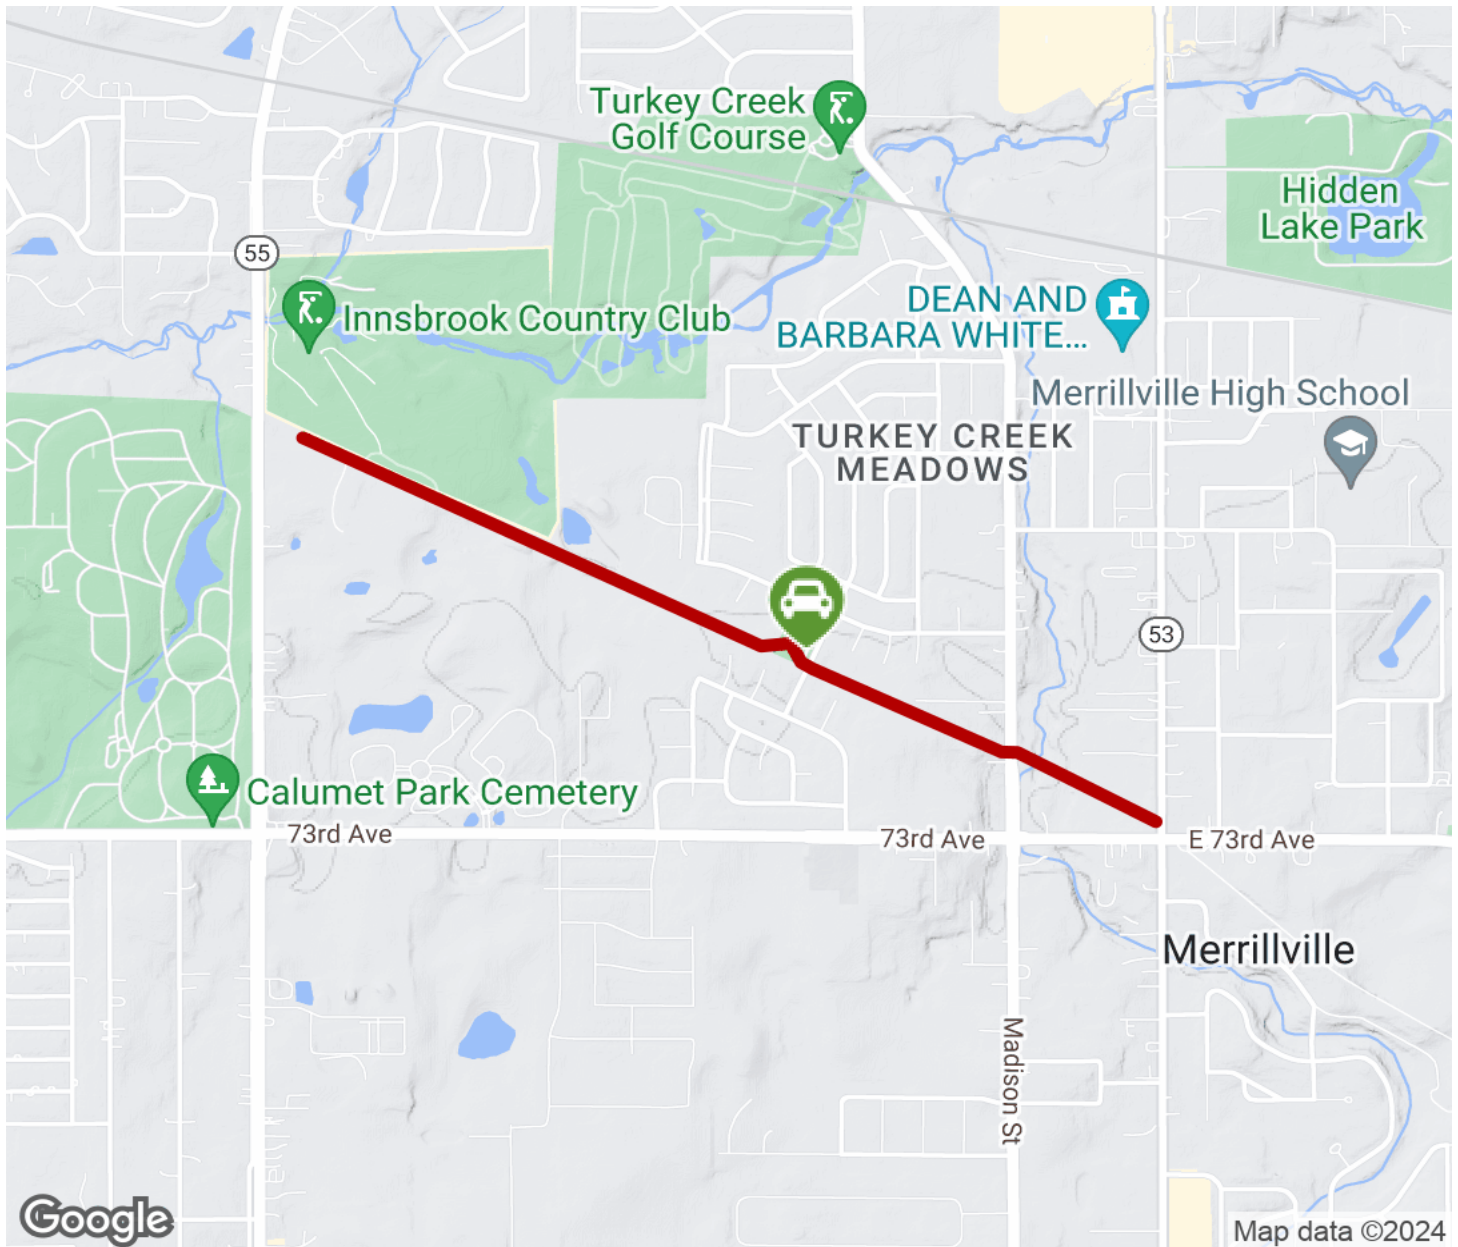 Turkey Creek
Golf Course
Hidden
Lake Park
55
DEAN AND
BARBARA WHITE...
Innsbrook Country Club
Merrillville High School
TURKEY CREEK
MEADOWS
53
Calumet Park Cemetery
73rd Ave
73rd Ave
E 73rd Ave
Merrillville
Madison St
Google
Map data ©2024